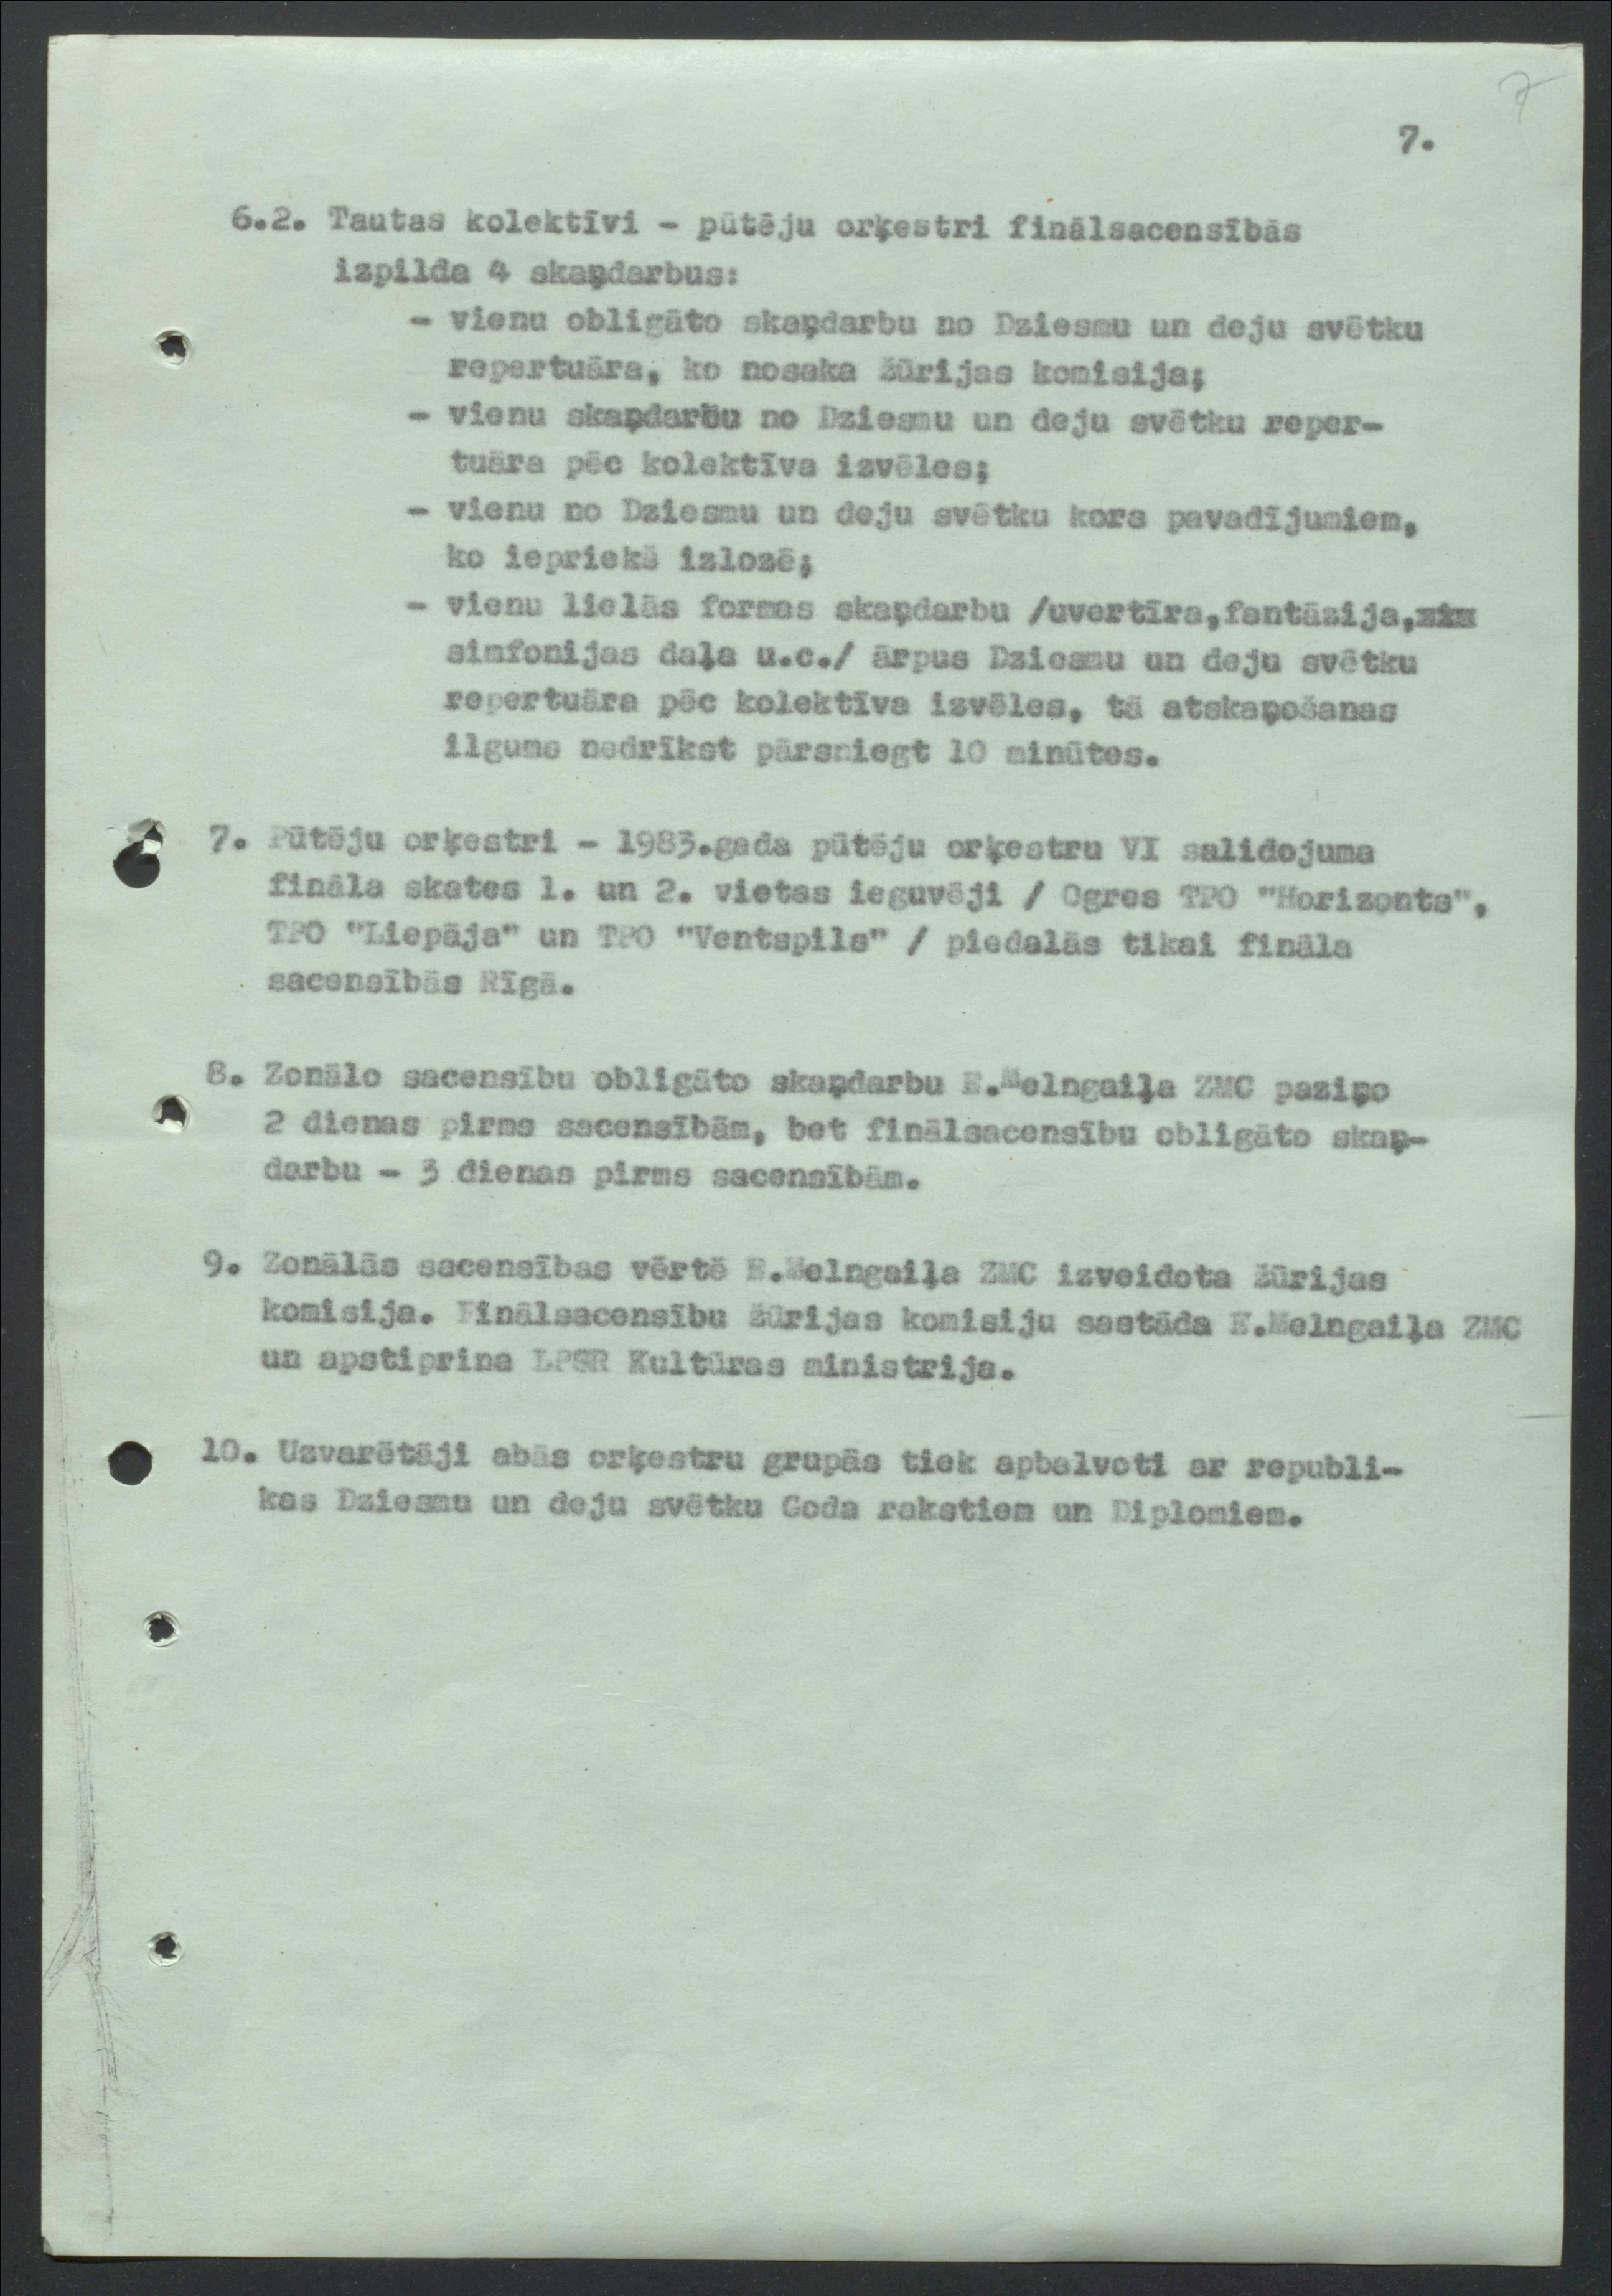 7
7.
6.2. Tautas kolektīvi - pūtēju orķestri finālsacensībās
izpilda 4 skaņdarbus:
- vienu obligāto skaņdarbu no Dziesmu un deju svētku
repertuāra, ko nosaka žūrijas komisija;
- vienu skaņdarbu no Dziesmu un deju svētku reper-
tuāra pēc kolektīva izvēles;
- vienu no Dziesmu un deju svētku kora pavadījumiem,
ko iepriekš izlozē;
- vienu lielās formas skaņdarbu /uvertīra,fantāzija,
simfonijas daļa u.c./ ārpus Dziesmu un deju svētku
repertuāra pēc kolektīva izvēles, tā atskaņošanas
ilgums nedrīkst pārsniegt 10 minūtes.
7. Pūtēju orķestri - 1983.gada pūtēju orķestru VI salidojuma
fināla skates 1. un 2. vietas ieguvēji / Ogres TPO "Horizonts",
TPO "Liepāja" un TPO "Ventspils" / piedalās tikai fināla
sacensībās Rīgā.
8. Zonālo sacensību obligāto skaņdarbu E.Melngaiļa ZMC paziņo
2 dienas pirms sacensībām, bet finālsacensību obligāto skaņ-
darbu - 3 dienas pirms sacensībām.
9. Zonālās sacensības vērtē E.Melngaiļa ZMC izveidota žūrijas
komisija. Finālsacensību žūrijas komisiju sastāda E.Melngaiļa ZMC
un apstiprina LPSR Kultūras ministrija.
10. Uzvarētāji abās orķestru grupās tiek apbalvoti ar republi-
kas Dziesmu un deju svētku Goda rakstiem un Diplomiem.